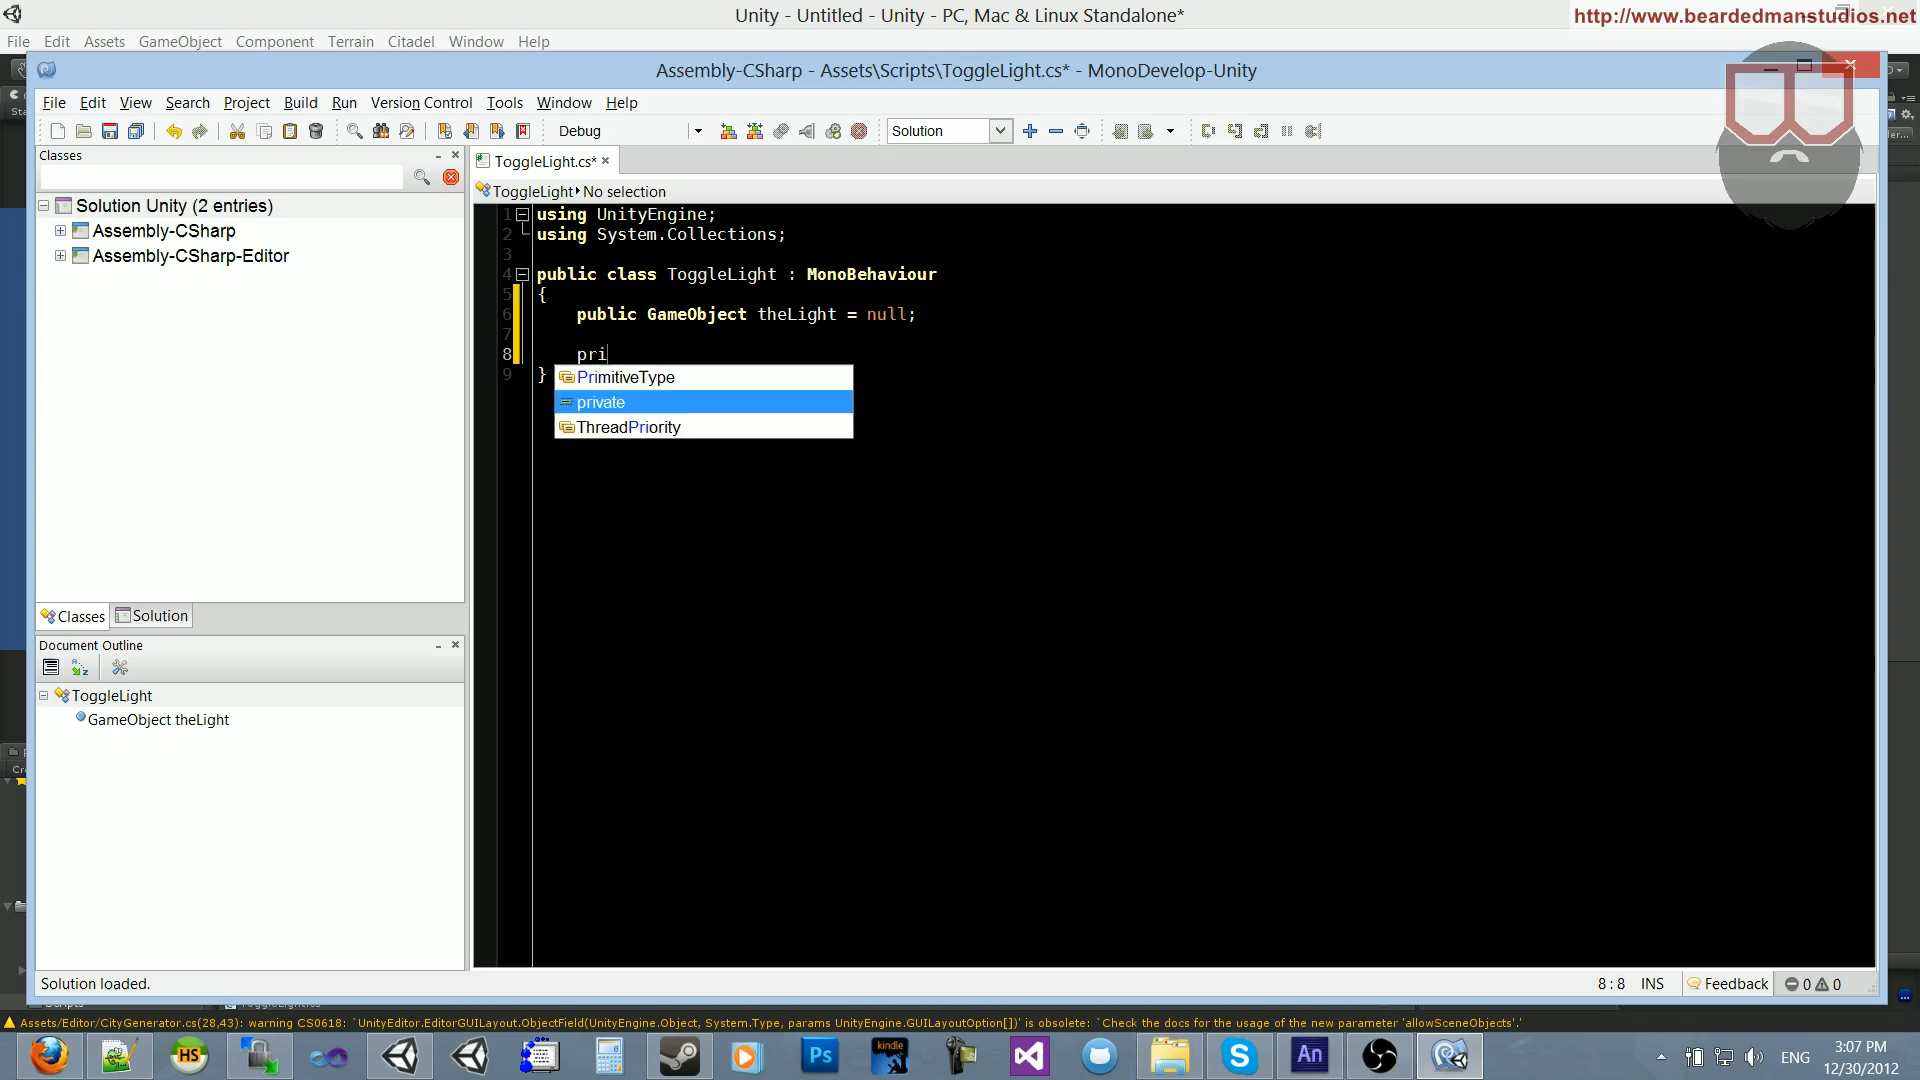 Unity - Untitled - Unity - PC, Mac & Linux Standalone*
http://www.beardedmanstudios.net
File Edit Assets GameObject Component Terrain Citadel Window Help
Assembly-CSharp - Assets\Scripts\ToggleLight.cs* - MonoDevelop-Unity
File Edit View Search Project Build Run Version Control Tools Window Help
Debug
Solution
Classes
ToggleLight.cs*
ToggleLight No selection
Solution Unity (2 entries)
Assembly-CSharp
Assembly-CSharp-Editor
1 using UnityEngine;
2 using System.Collections;
3
4 public class ToggleLight : MonoBehaviour
5 {
6 public GameObject theLight = null;
7
8 pri
9 }
PrimitiveType
private
ThreadPriority
Classes Solution
Document Outline
ToggleLight
GameObject theLight
Solution loaded.
8 : 8 INS Feedback 0 0
Assets/Editor/CityGenerator.cs(28,43): warning CS0618: `UnityEditor.EditorGUILayout.ObjectField(UnityEngine.Object, System.Type, params UnityEngine.GUILayoutOption[])' is obsolete: `Check the docs for the usage of the new parameter 'allowSceneObjects'.'
HS
Ps
kindle
An
ENG
3:07 PM
12/30/2012